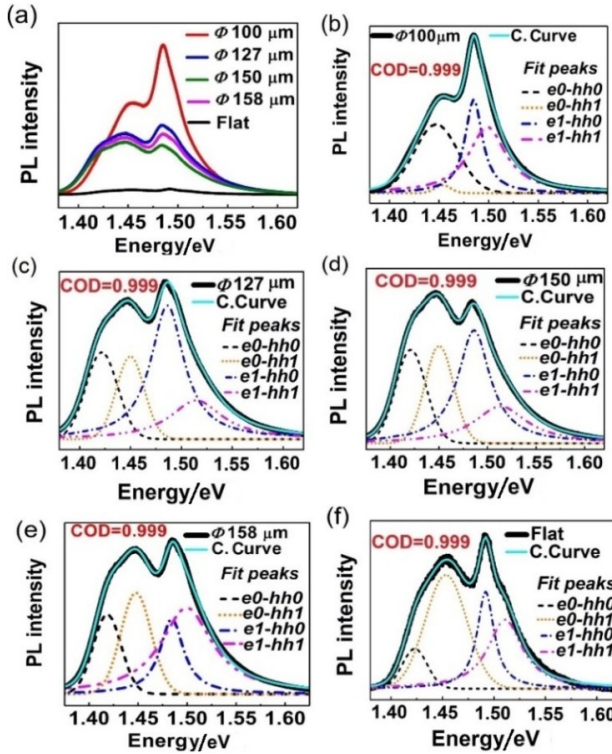 (a)
PL intensity
Φ 100 μm
Φ 127 μm
Φ 150 μm
Φ 158 μm
Flat
1.40 1.45 1.50 1.55 1.60
Energy/eV
(b)
PL intensity
Φ100μm
C.Curve
COD=0.999
Fit peaks
e0-hh0
e0-hh1
e1-hh0
e1-hh1
1.40 1.45 1.50 1.55 1.60
Energy/eV
(c)
PL intensity
COD=0.999
Φ 127 μm
C.Curve
Fit peaks
e0-hh0
e0-hh1
e1-hh0
e1-hh1
1.40 1.45 1.50 1.55 1.60
Energy/eV
(d)
PL intensity
COD=0.999
Φ150 μm
C.Curve
Fit peaks
e0-hh0
e0-hh1
e1-hh0
e1-hh1
1.40 1.45 1.50 1.55 1.60
Energy/eV
(e)
PL intensity
COD=0.999
Φ158 μm
C.Curve
Fit peaks
e0-hh0
e0-hh1
e1-hh0
e1-hh1
1.40 1.45 1.50 1.55 1.60
Energy/eV
(f)
PL intensity
COD=0.999
Flat
C.Curve
Fit peaks
e0-hh0
e0-hh1
e1-hh0
e1-hh1
1.40 1.45 1.50 1.55 1.60
Energy/eV